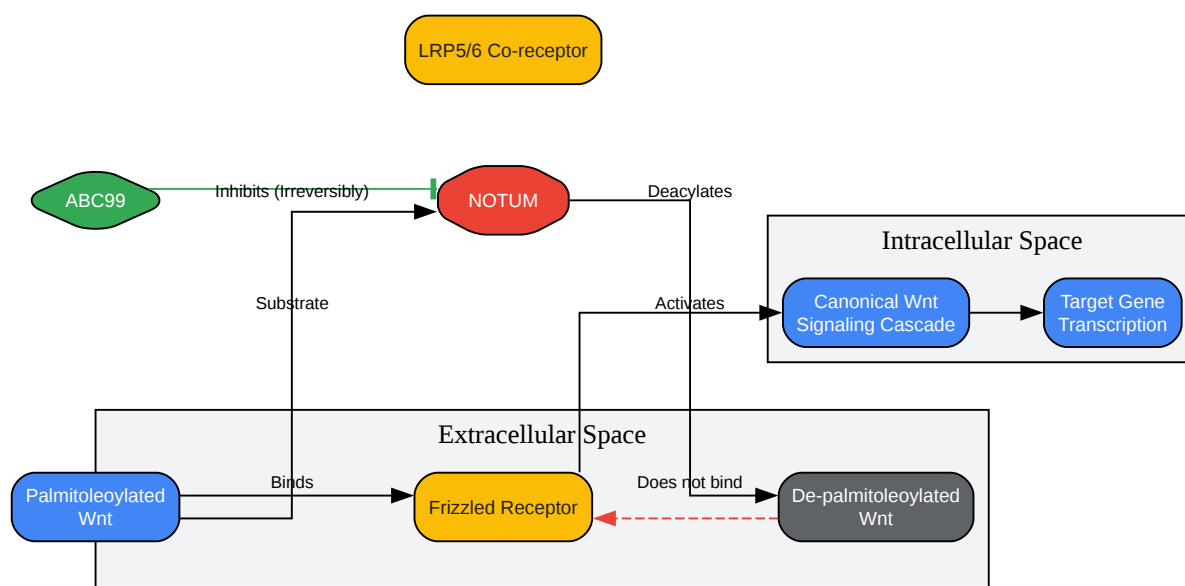 LRP5/6 Co-receptor
ABC99
Inhibits (Irreversibly)
NOTUM
Deacylates
Intracellular Space
Substrate
Activates
Canonical Wnt
Signaling Cascade
Target Gene
Transcription
Extracellular Space
Palmitoleoylated
Wnt
Binds
Frizzled Receptor
Does not bind
De-palmitoleoylated
Wnt